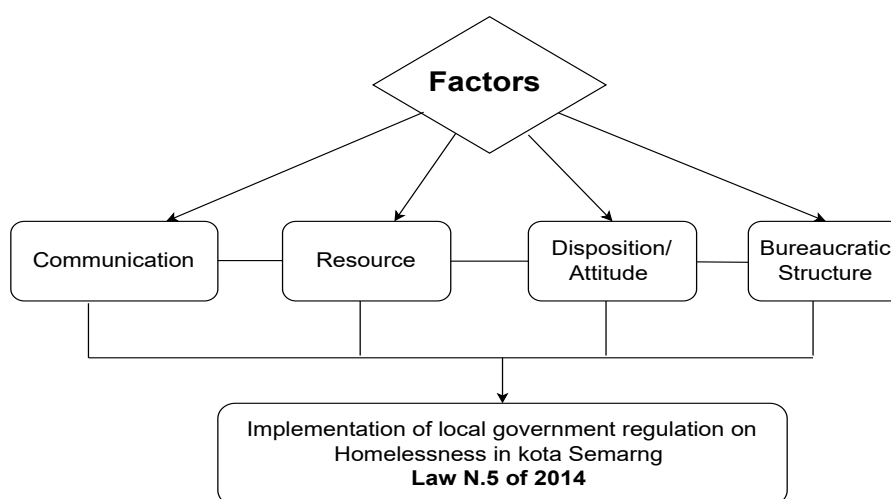 Factors
Communication
Resource
Disposition/
Attitude
Bureaucratic
Structure
Implementation of local government regulation on
Homelessness in kota Semarng
Law N.5 of 2014